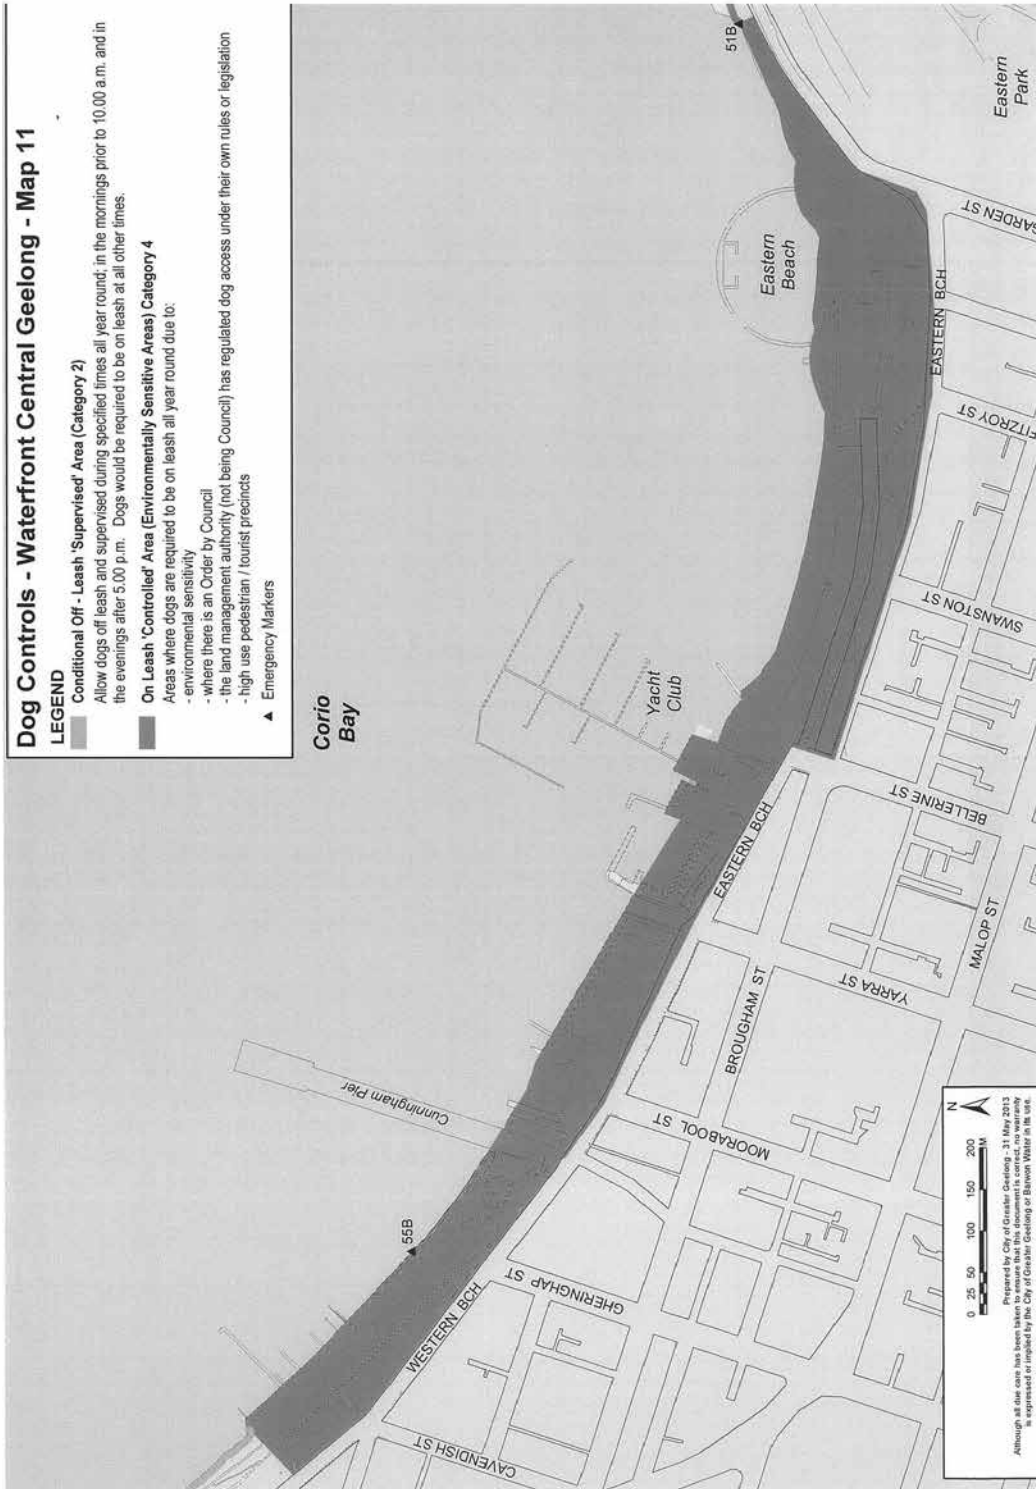 Dog Controls - Waterfront Central Geelong - Map 11
LEGEND
Conditional Off - Leash 'Supervised' Area (Category 2)
Allow dogs off leash and supervised during specified times all year round; in the mornings prior to 10.00 a.m. and in
the evenings after 5.00 p.m. Dogs would be required to be on leash at all other times.
On Leash 'Controlled' Area (Environmentally Sensitive Areas) Category 4
Areas where dogs are required to be on leash all year round due to:
- environmental sensitivity
- where there is an Order by Council
- the land management authority (not being Council) has regulated dog access under their own rules or legislation
- high use pedestrian / tourist precincts
▲ Emergency Markers
Corio
Bay
51B
Eastern
Park
Eastern
Beach
Yacht
Club
Cunningham Pier
55B
WESTERN BCH
EASTERN BCH
EASTERN BCH
CAVENDISH ST
GHERINGHAP ST
MOORABOOL ST
BROUGHAM ST
YARRA ST
MALOP ST
BELLERINE ST
SWANSTON ST
FITZROY ST
GARDEN ST
N
0 25 50 100 150 200
M
Prepared by City of Greater Geelong - 31 May 2013
Although all due care has been taken to ensure that this document is correct, no warranty
is expressed or implied by the City of Greater Geelong or Barwon Water in its use.